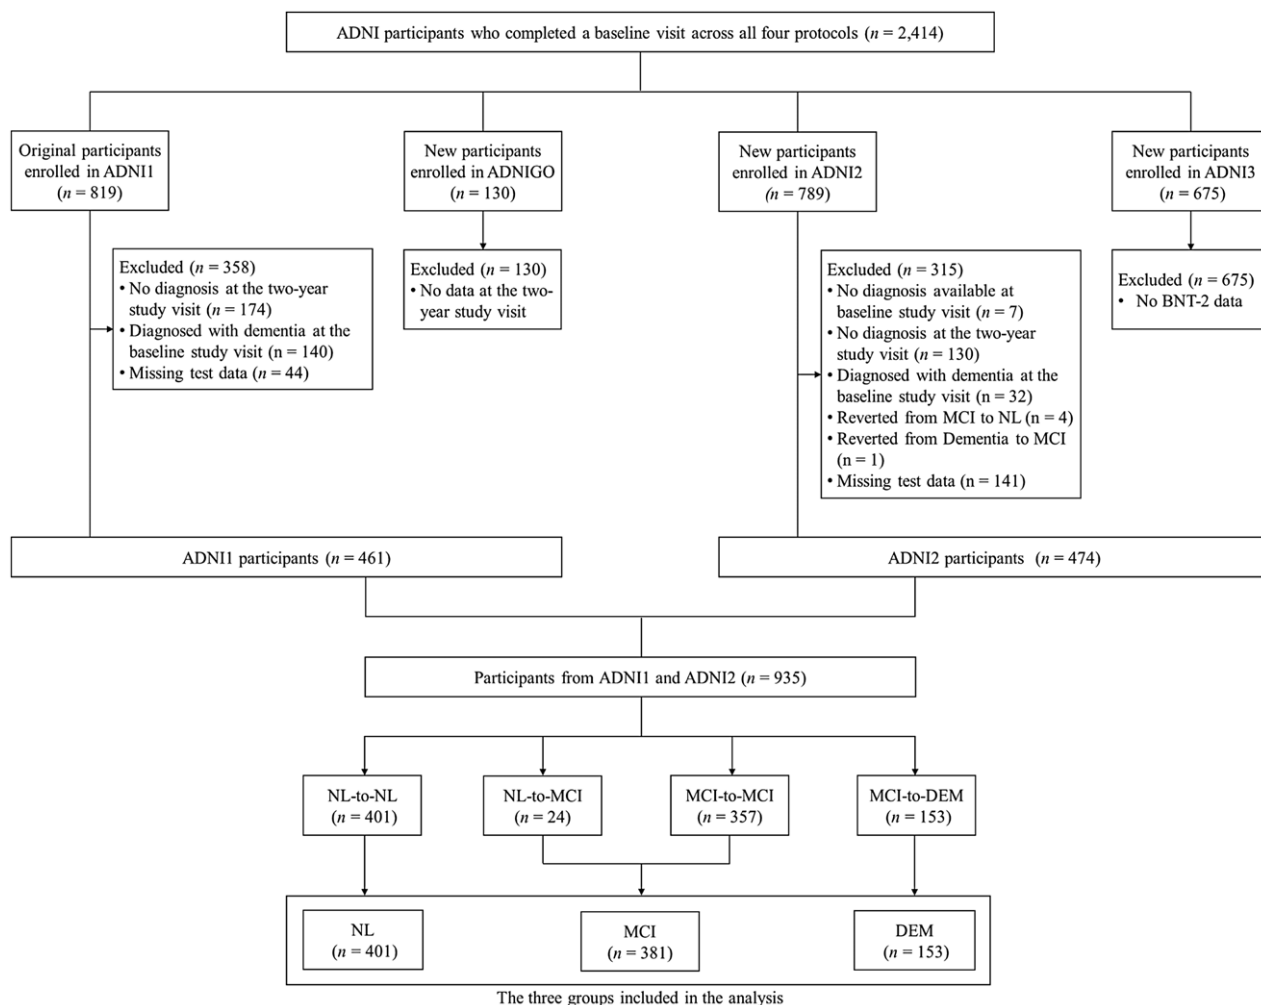 ADNI participants who completed a baseline visit across all four protocols (n = 2,414)
Original participants
enrolled in ADNI1
(n = 819)
New participants
enrolled in ADNIGO
(n = 130)
New participants
enrolled in ADNI2
(n = 789)
New participants
enrolled in ADNI3
(n = 675)
Excluded (n = 358)
• No diagnosis at the two-year
study visit (n = 174)
• Diagnosed with dementia at the
baseline study visit (n = 140)
• Missing test data (n = 44)
Excluded (n = 130)
• No data at the two-
year study visit
Excluded (n = 315)
• No diagnosis available at
baseline study visit (n = 7)
• No diagnosis at the two-year
study visit (n = 130)
• Diagnosed with dementia at the
baseline study visit (n = 32)
• Reverted from MCI to NL (n = 4)
• Reverted from Dementia to MCI
(n = 1)
• Missing test data (n = 141)
Excluded (n = 675)
• No BNT-2 data
ADNI1 participants (n = 461)
ADNI2 participants (n = 474)
Participants from ADNI1 and ADNI2 (n = 935)
NL-to-NL
(n = 401)
NL-to-MCI
(n = 24)
MCI-to-MCI
(n = 357)
MCI-to-DEM
(n = 153)
NL
(n = 401)
MCI
(n = 381)
DEM
(n = 153)
The three groups included in the analysis